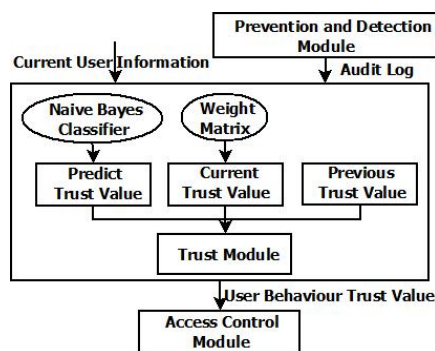 Prevention and Detection
Module
Current User Information
Audit Log
Naive Bayes
Classifier
Weight
Matrix
Predict
Trust Value
Current
Trust Value
Previous
Trust Value
Trust Module
User Behaviour Trust Value
Access Control
Module